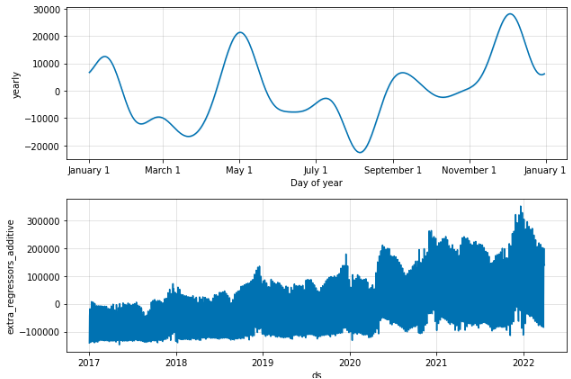 30000
20000
10000
0
−10000
−20000
yearly
January 1 March 1 May 1 July 1 September 1 November 1 January 1
Day of year
300000
200000
100000
0
−100000
extra_regressors_additive
2017 2018 2019 2020 2021 2022
ds